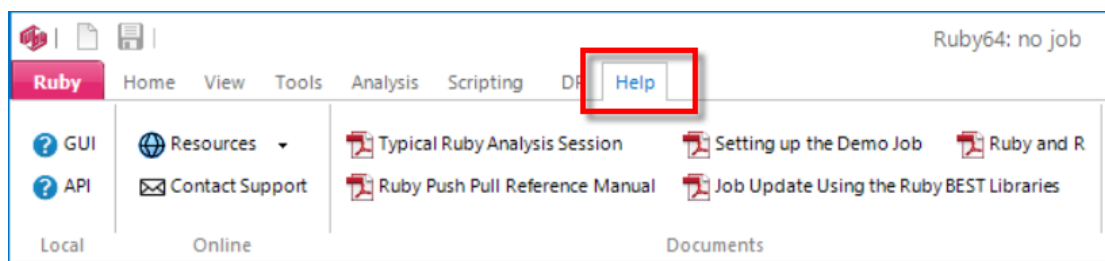 Ruby64: no job
Ruby Home View Tools Analysis Scripting Help
GUI Resources Typical Ruby Analysis Session Setting up the Demo Job Ruby and R
API Contact Support Ruby Push Pull Reference Manual Job Update Using the Ruby BEST Libraries
Local Online Documents